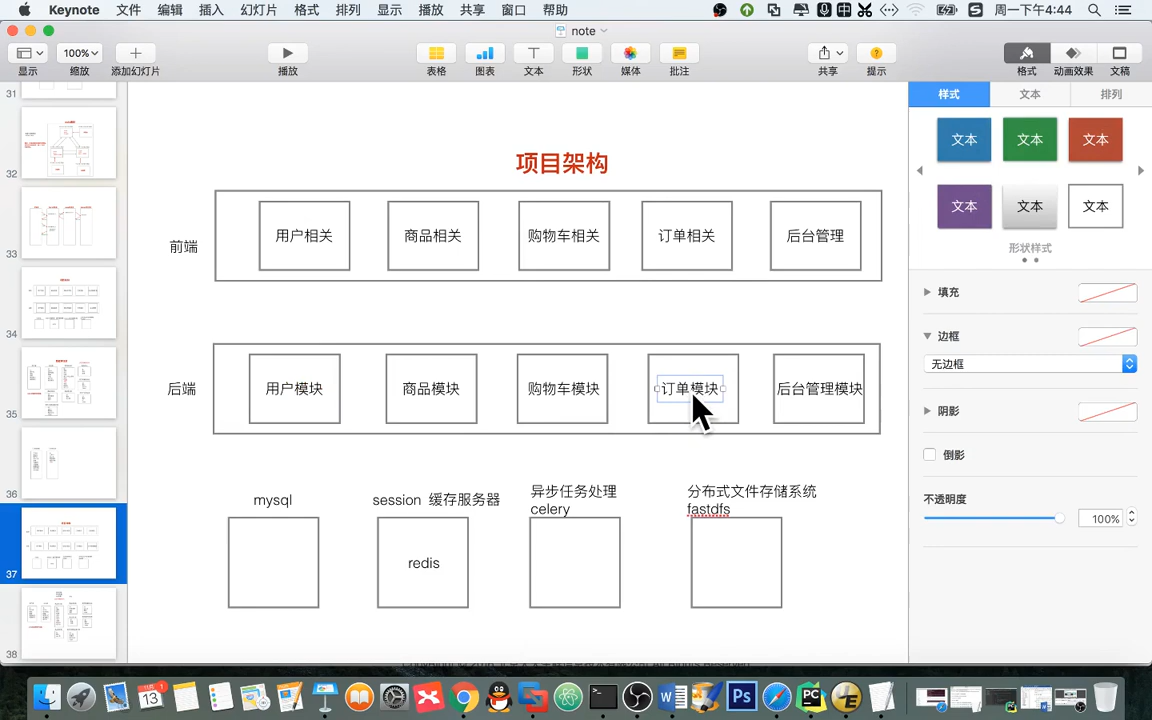 Keynote 文件 编辑 插入 幻灯片 格式 排列 显示 播放 共享 窗口 帮助
周一下午4:44
note
100%
显示 缩放 添加幻灯片 播放 表格 图表 文本 形状 媒体 批注 共享 提示 格式 动画效果 文稿
31
32
33
34
35
36
37
38
项目架构
前端
用户相关 商品相关 购物车相关 订单相关 后台管理
后端
用户模块 商品模块 购物车模块 订单模块 后台管理模块
mysql
session 缓存服务器
异步任务处理
celery
分布式文件存储系统
fastdfs
redis
样式 文本 排列
文本 文本 文本
文本 文本 文本
形状样式
填充
边框
无边框
阴影
倒影
不透明度
100%
13